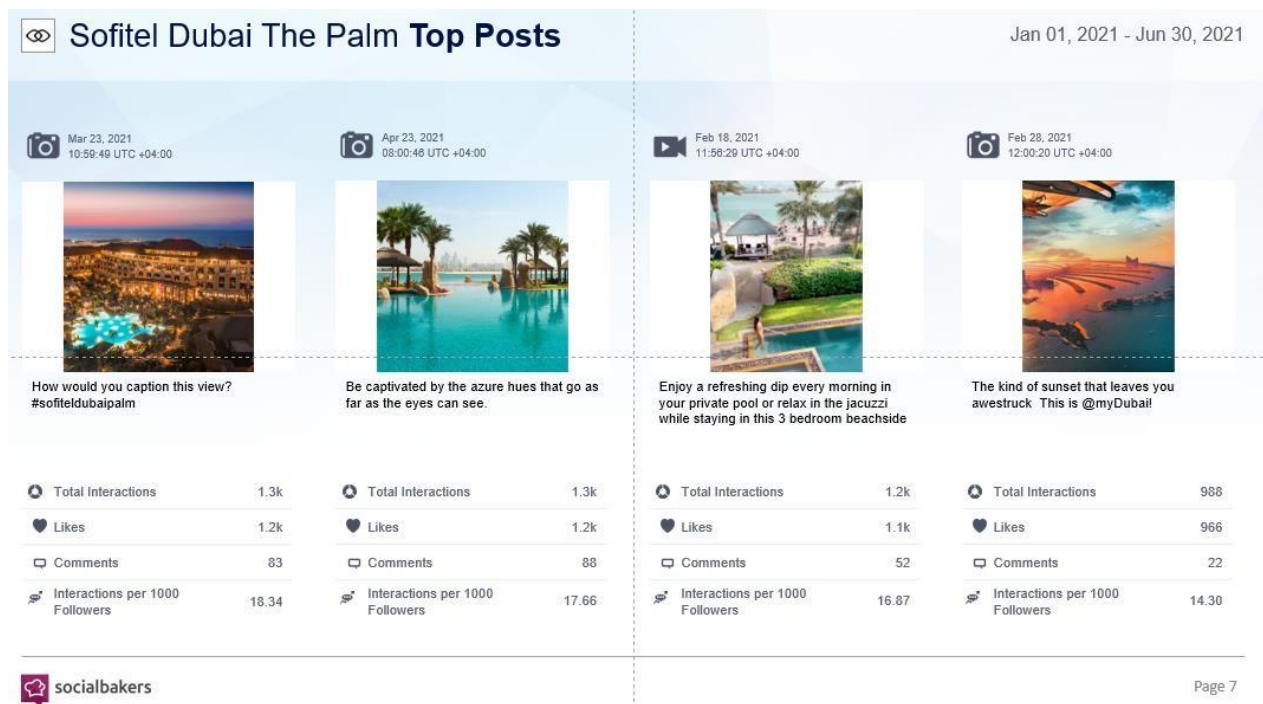 Sofitel Dubai The Palm Top Posts
Jan 01, 2021 - Jun 30, 2021
Mar 23, 2021
10:59:49 UTC +04:00
How would you caption this view?
#sofiteldubaipalm
Total Interactions 1.3k
Likes 1.2k
Comments 83
Interactions per 1000
Followers 18.34
Apr 23, 2021
08:00:46 UTC +04:00
Be captivated by the azure hues that go as
far as the eyes can see.
Total Interactions 1.3k
Likes 1.2k
Comments 88
Interactions per 1000
Followers 17.66
Feb 18, 2021
11:56:29 UTC +04:00
Enjoy a refreshing dip every morning in
your private pool or relax in the jacuzzi
while staying in this 3 bedroom beachside
Total Interactions 1.2k
Likes 1.1k
Comments 52
Interactions per 1000
Followers 16.87
Feb 28, 2021
12:00:20 UTC +04:00
The kind of sunset that leaves you
awestruck This is @myDubai!
Total Interactions 988
Likes 966
Comments 22
Interactions per 1000
Followers 14.30
socialbakers
Page 7